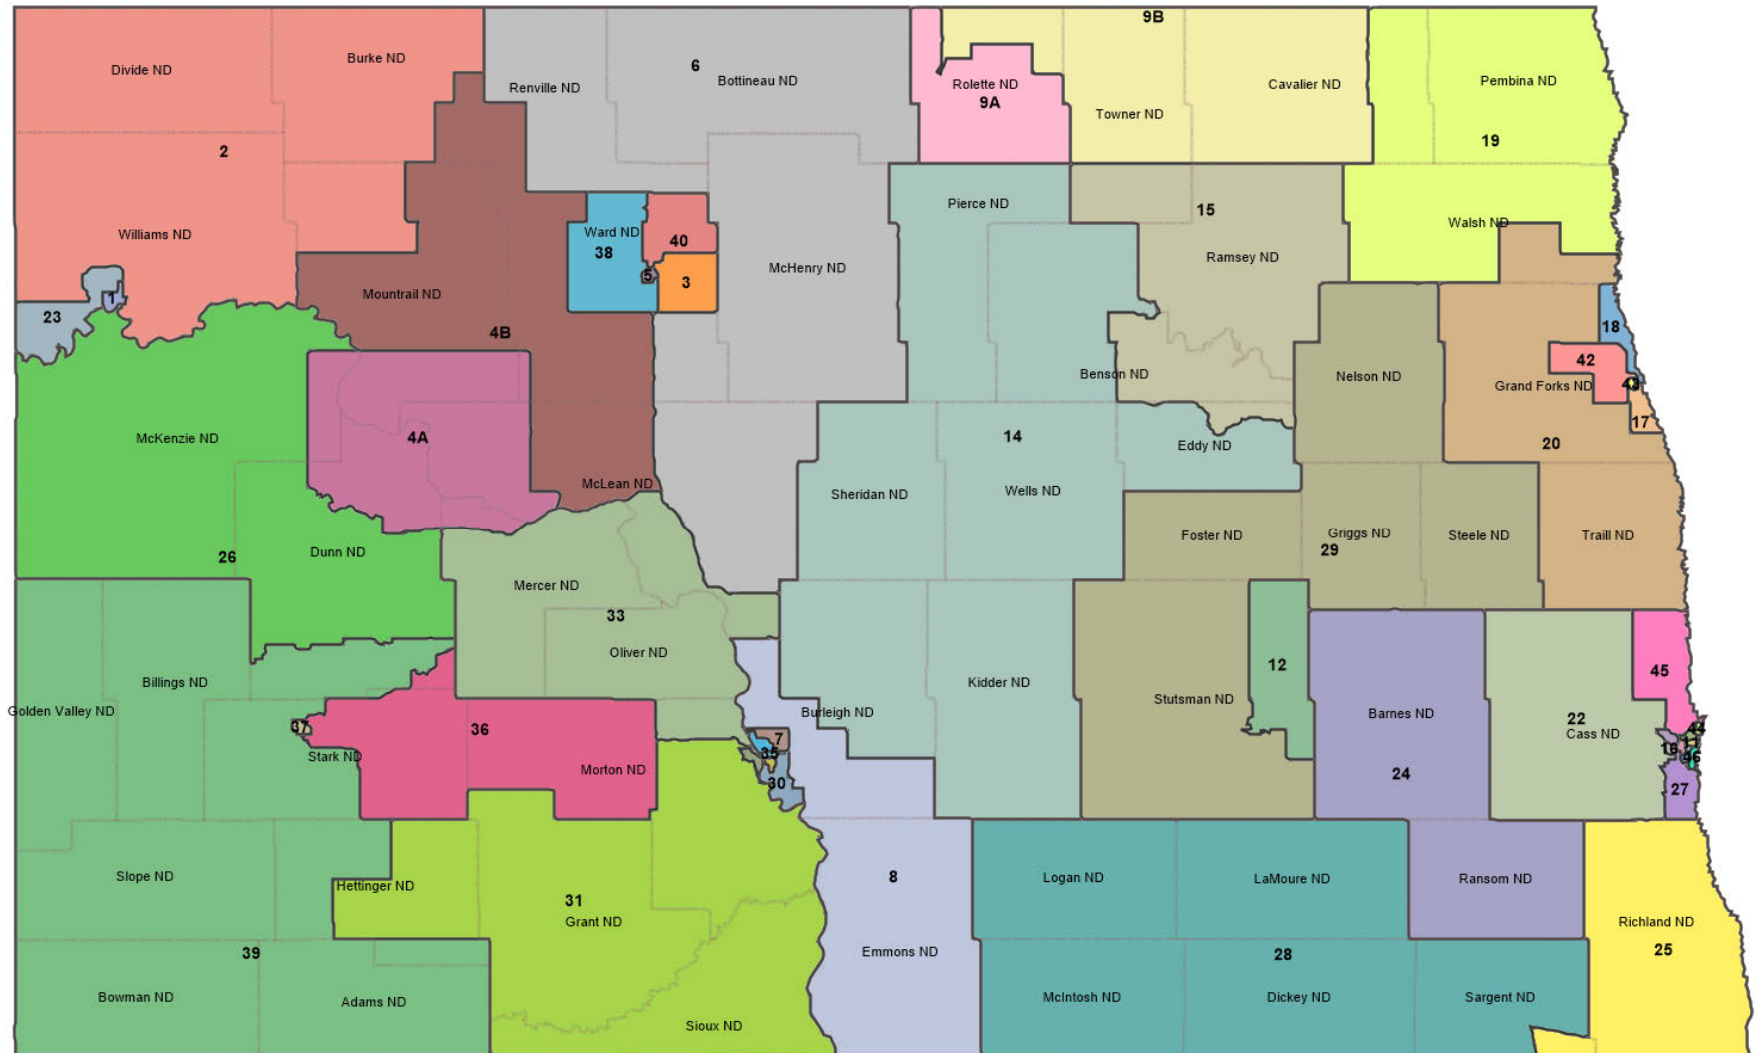 9B
Burke ND
6
Divide ND
Renville ND
Bottineau ND
Rolette ND
9A
Cavalier ND
Pembina ND
Towner ND
19
2
Pierce ND
15
Walsh ND
Williams ND
Ward ND
38
40
Ramsey ND
McHenry ND
5
3
1
Mountrail ND
23
4B
18
42
Benson ND
Nelson ND
Grand Forks ND
43
17
McKenzie ND
4A
14
Eddy ND
20
McLean ND
Sheridan ND
Wells ND
Foster ND
Griggs ND
Steele ND
Traill ND
29
26
Dunn ND
Mercer ND
33
Oliver ND
12
45
Billings ND
Kidder ND
Stutsman ND
Golden Valley ND
Burleigh ND
Barnes ND
22
Cass ND
37
36
7
44
11
16
46
35
Stark ND
Morton ND
30
24
27
Slope ND
Hettinger ND
8
Logan ND
LaMoure ND
Ransom ND
31
Grant ND
Richland ND
39
Emmons ND
28
25
Bowman ND
Adams ND
McIntosh ND
Dickey ND
Sargent ND
Sioux ND